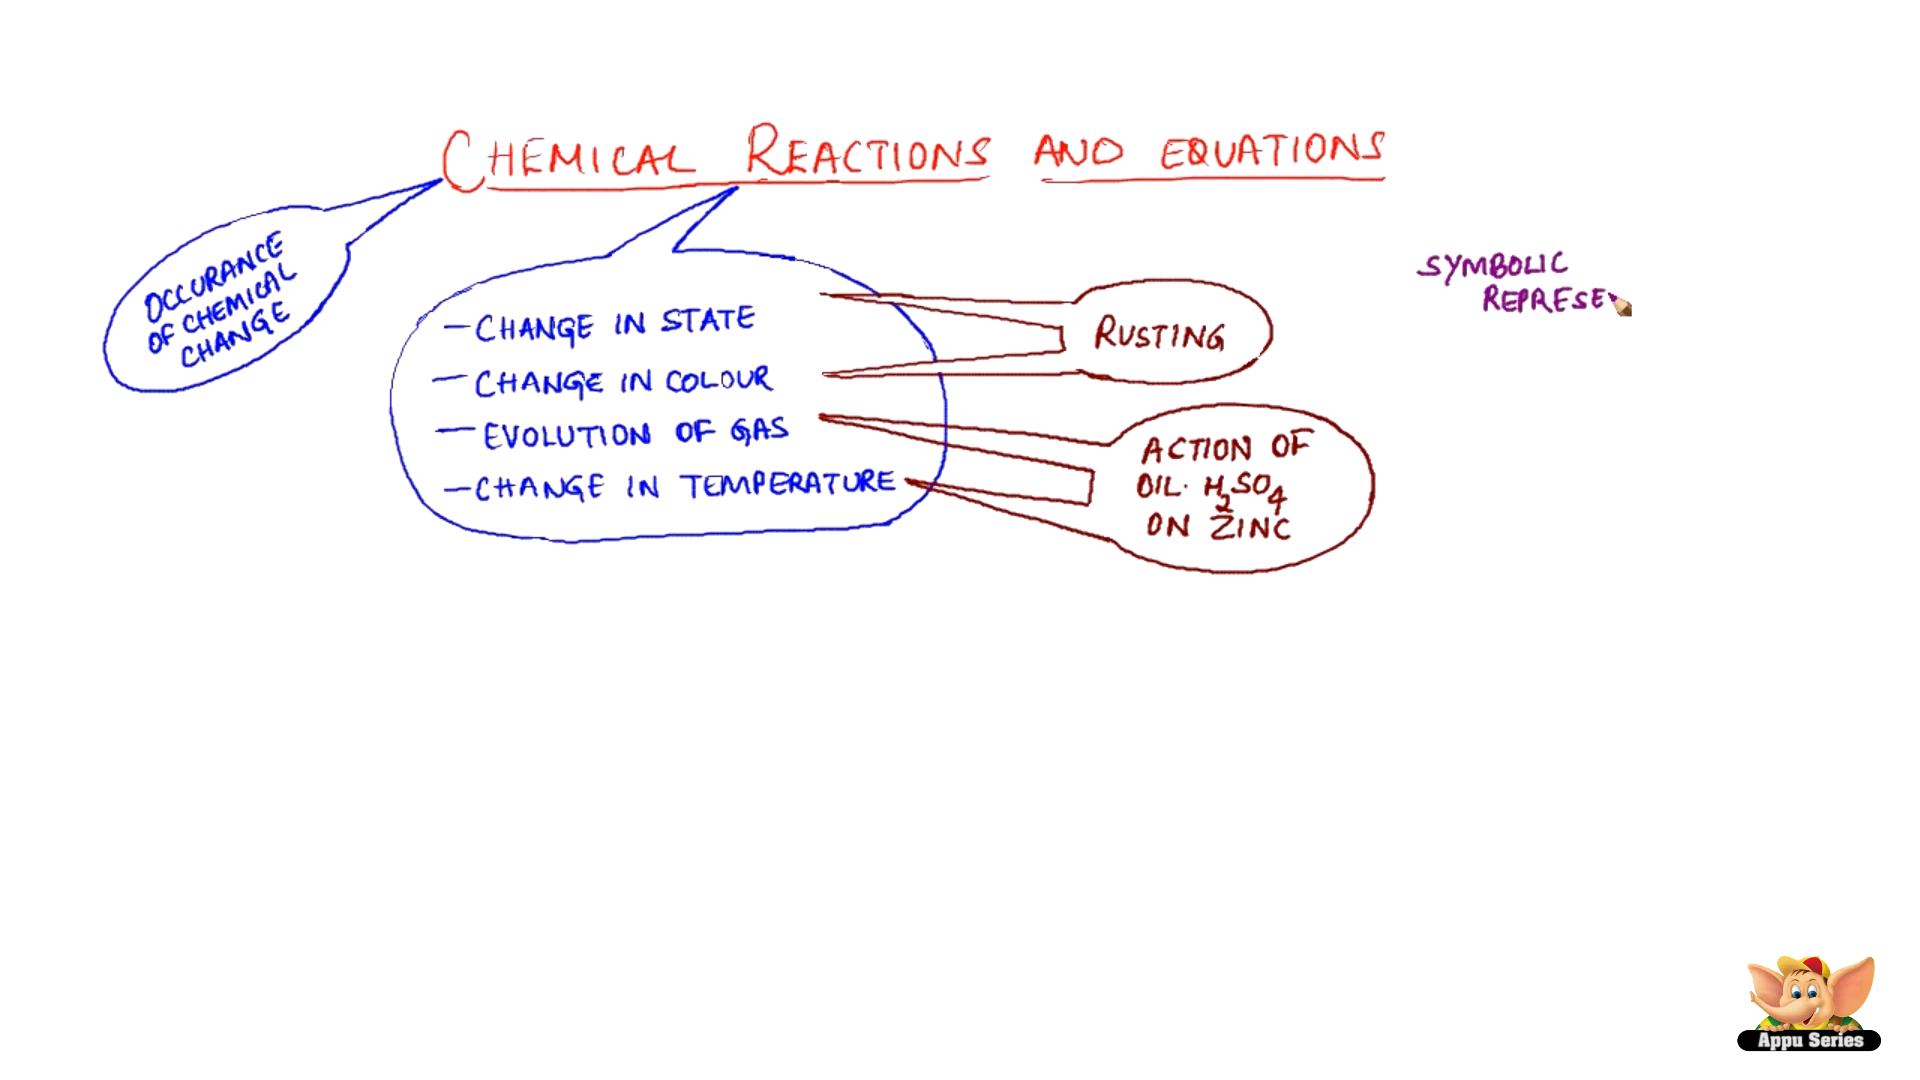 CHEMICAL REACTIONS AND EQUATIONS
OCCURANCE
OF CHEMICAL
CHANGE
- CHANGE IN STATE
- CHANGE IN COLOUR
- EVOLUTION OF GAS
- CHANGE IN TEMPERATURE
RUSTING
ACTION OF
DIL. H₂SO₄
ON ZINC
SYMBOLIC
REPRESE
Appu Series